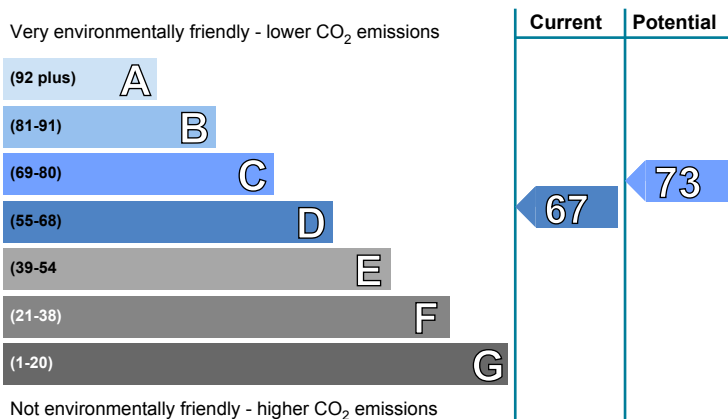 Current Potential
Very environmentally friendly - lower CO2 emissions
(92 plus) A
(81-91) B
(69-80) C
73
(55-68) D
67
(39-54 E
(21-38) F
(1-20) G
Not environmentally friendly - higher CO2 emissions